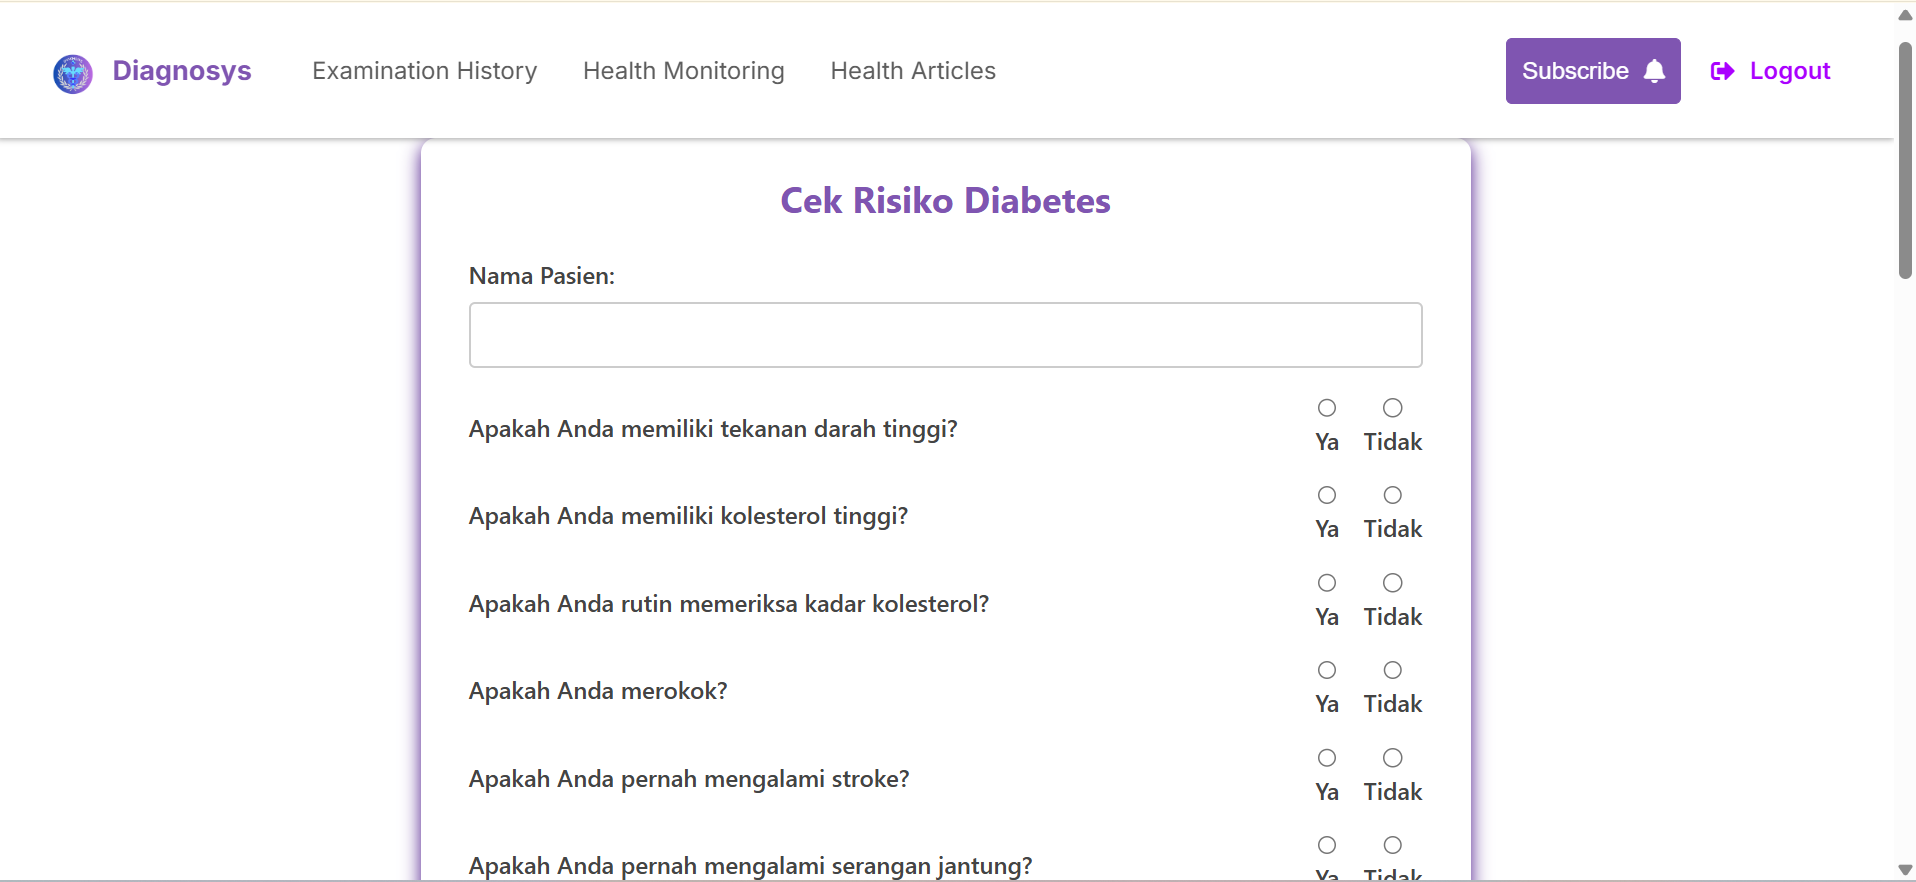 Diagnosys Examination History Health Monitoring Health Articles Subscribe Logout
Cek Risiko Diabetes
Nama Pasien:
Apakah Anda memiliki tekanan darah tinggi? Ya Tidak
Apakah Anda memiliki kolesterol tinggi? Ya Tidak
Apakah Anda rutin memeriksa kadar kolesterol? Ya Tidak
Apakah Anda merokok? Ya Tidak
Apakah Anda pernah mengalami stroke? Ya Tidak
Apakah Anda pernah mengalami serangan jantung? Ya Tidak